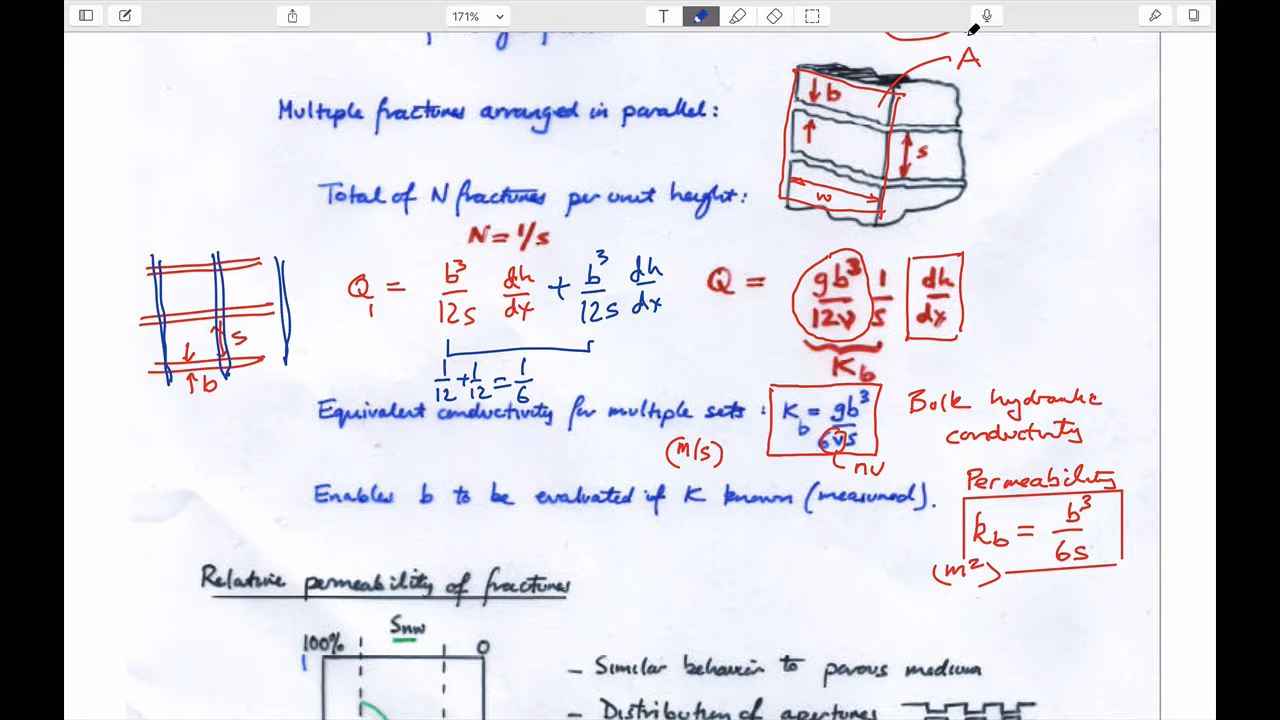 171%
T
A
Multiple fractures arranged in parallel:
b
s
w
Total of N fractures per unit height:
N = 1/s
Q₁ = b³/12s dh/dx + b³/12s dh/dx
Q = gb³/12ν 1/s dh/dx
s
b
K_b
1/12 + 1/12 = 1/6
Equivalent conductivity for multiple sets : K_b = gb³/6νs
Bulk hydraulic
conductivity
(m/s)
nu
Permeability
Enables b to be evaluated if K known (measured).
k_b = b³/6s
(m²)
Relative permeability of fractures
Snw
100%
0
1
- Similar behavior to porous medium
- Distribution of apertures